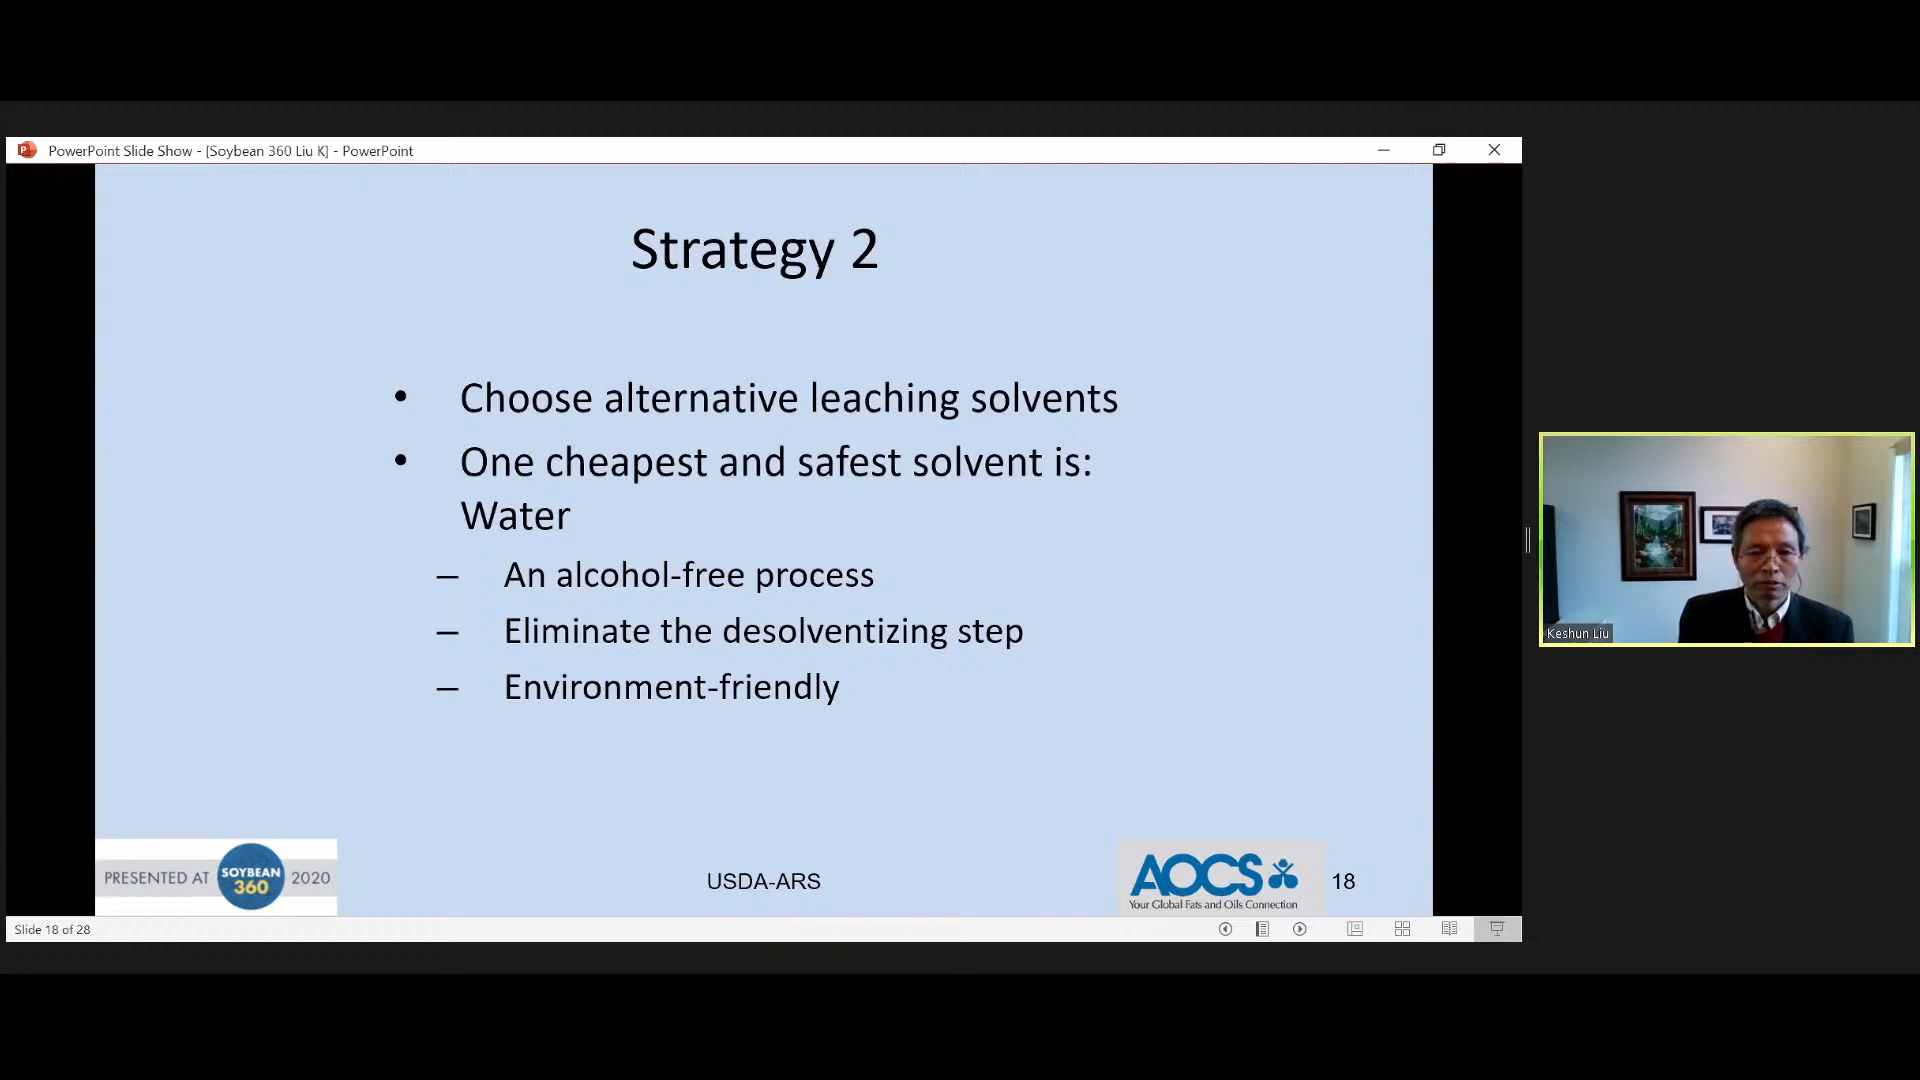 PowerPoint Slide Show - [Soybean 360 Liu K] - PowerPoint
Strategy 2
• Choose alternative leaching solvents
• One cheapest and safest solvent is:
Water
– An alcohol-free process
– Eliminate the desolventizing step
– Environment-friendly
Keshun Liu
PRESENTED AT SOYBEAN 360 2020
USDA-ARS
AOCS
Your Global Fats and Oils Connection
18
Slide 18 of 28